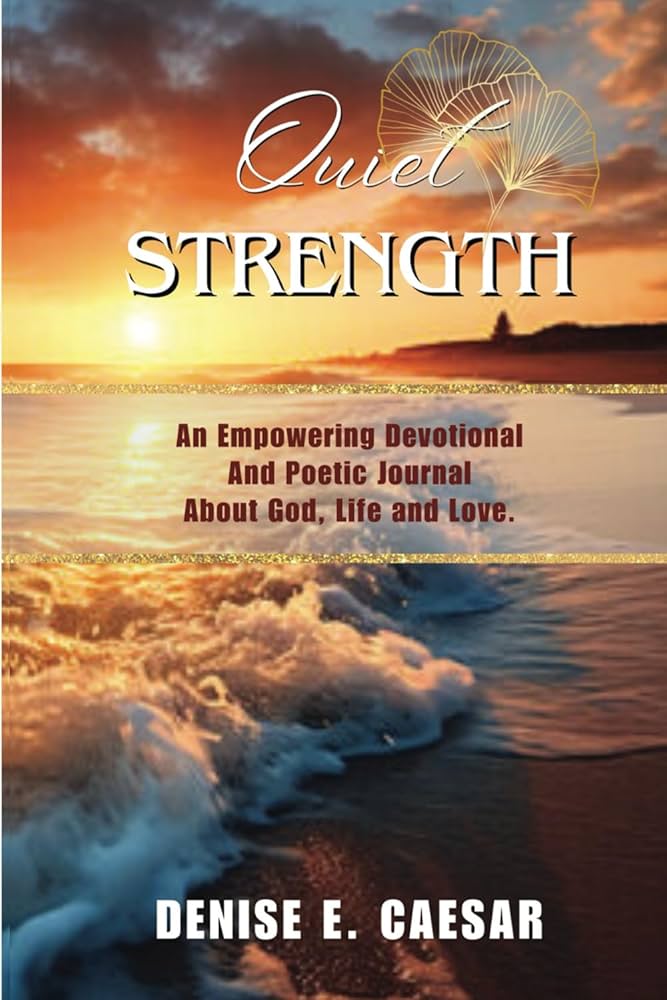 Quiet
STRENGTH
An Empowering Devotional
And Poetic Journal
About God, Life and Love.
DENISE E. CAESAR